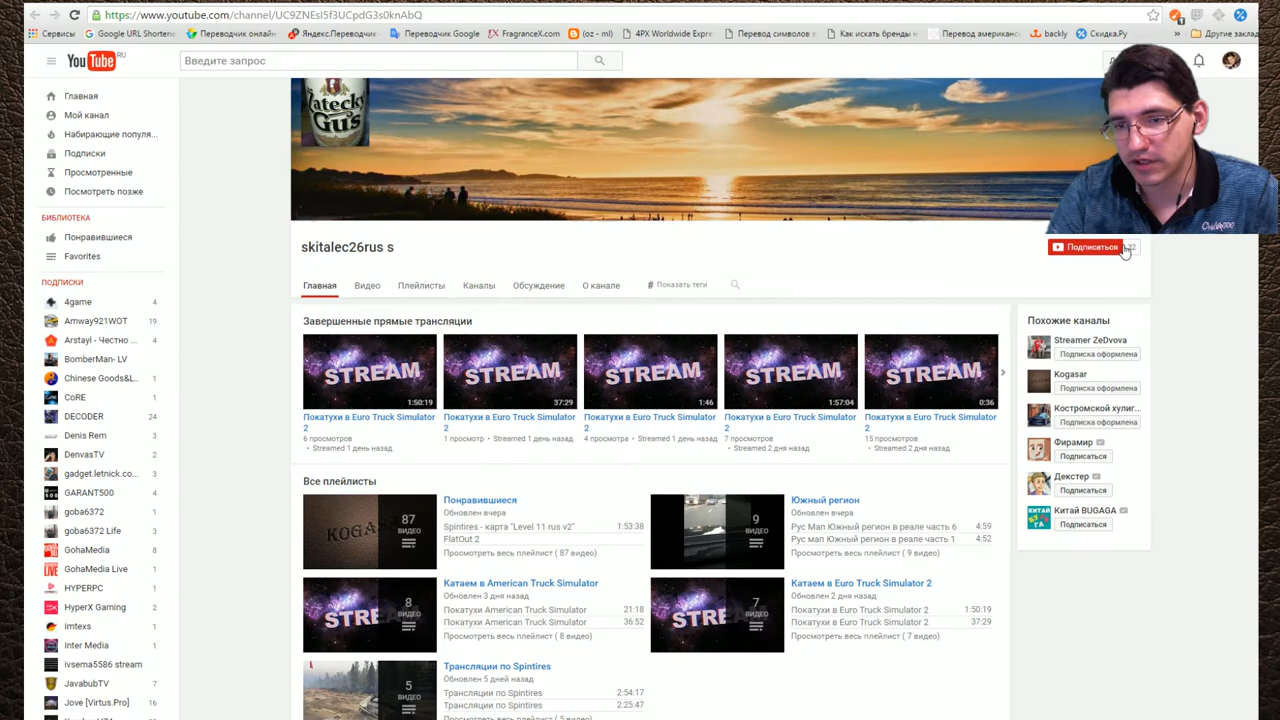 https://www.youtube.com/channel/UC9ZNEsI5f3UCpdG3s0knAbQ
Сервисы Google URL Shortene Переводчик онлайн Яндекс.Переводчик Переводчик Google FragranceX.com (oz - ml) 4PX Worldwide Expre Перевод символов в Как искать бренды н Перевод американс backly Скидка.Ру » Другие заклад
YouTube RU
Введите запрос
Главная
Мой канал
Набирающие популя...
Подписки
Просмотренные
Посмотреть позже
БИБЛИОТЕКА
Понравившиеся
Favorites
ПОДПИСКИ
4game 4
Amway921WOT 19
Arstayl - Честно ... 4
BomberMan- LV
Chinese Goods&L.. 1
CoRE 1
DECODER 24
Denis Rem 3
DenvasTV 2
gadget.letnick.co... 3
GARANT500 4
goba6372 1
goba6372 Life 3
GohaMedia 8
GohaMedia Live 1
HYPERPC 1
HyperX Gaming 2
Imtexs 1
Inter Media 1
ivsema5586 stream
JavabubTV 7
Jove [Virtus.Pro] 16
atecky
Gus
skitalec26rus s
Подписаться
Главная Видео Плейлисты Каналы Обсуждение О канале # Показать теги
Завершенные прямые трансляции
STREAM STREAM STREAM STREAM STREAM
1:50:19 37:29 1:46 1:57:04 0:36
Покатухи в Euro Truck Simulator 2
6 просмотров
• Streamed 1 день назад
Покатухи в Euro Truck Simulator 2
1 просмотр • Streamed 1 день назад
Покатухи в Euro Truck Simulator 2
4 просмотра • Streamed 1 день назад
Покатухи в Euro Truck Simulator 2
7 просмотров
• Streamed 2 дня назад
Покатухи в Euro Truck Simulator 2
15 просмотров
• Streamed 2 дня назад
Все плейлисты
87
ВИДЕО
Понравившиеся
Обновлен вчера
Spintires - карта "Level 11 rus v2" 1:53:38
FlatOut 2
Просмотреть весь плейлист ( 87 видео)
9
ВИДЕО
Южный регион
Обновлен вчера
Рус Мап Южный регион в реале часть 6 4:59
Рус мап Южный регион в реале часть 1 4:52
Просмотреть весь плейлист ( 9 видео)
STRE
8
ВИДЕО
Катаем в American Truck Simulator
Обновлен 3 дня назад
Покатухи American Truck Simulator 21:18
Покатухи American Truck Simulator 36:52
Просмотреть весь плейлист ( 8 видео)
STRE
7
ВИДЕО
Катаем в Euro Truck Simulator 2
Обновлен 2 дня назад
Покатухи в Euro Truck Simulator 2 1:50:19
Покатухи в Euro Truck Simulator 2 37:29
Просмотреть весь плейлист ( 7 видео)
5
ВИДЕО
Трансляции по Spintires
Обновлен 5 дней назад
Трансляции по Spintires 2:54:17
Трансляции по Spintires 2:25:47
Просмотреть весь плейлист ( 5 видео)
Похожие каналы
Streamer ZeDvova
Подписка оформлена
Kogasar
Подписка оформлена
Костромской хулиг...
Подписка оформлена
Фирамир
Подписаться
Декстер
Подписаться
Китай BUGAGA
Подписаться